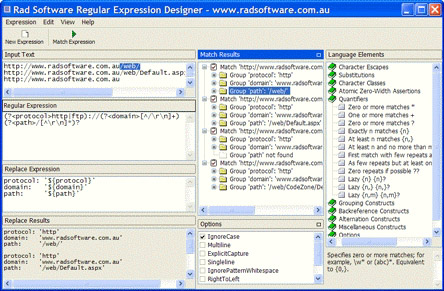 Rad Software Regular Expression Designer - www.radsoftware.com.au
Expression Edit View Help
New Expression Match Expression
Input Text
http://www.radsoftware.com.au/web/
http://www.radsoftware.com.au/web/Default.asp
http://www.radsoftware.com.au
Regular Expression
(?<protocol>http|ftp)://(?<domain>[^/\r\n]+)
(?<path>/[^\r\n]*)?
Replace Expression
protocol: '${protocol}'
domain: '${domain}'
path: '${path}'
Replace Results
protocol: 'http'
domain: 'www.radsoftware.com.au'
path: '/web/'
protocol: 'http'
domain: 'www.radsoftware.com.au'
path: '/web/Default.aspx'
Match Results
Match 'http://www.radsoftware.com
Group 'protocol': 'http'
Group 'domain': 'www.radsoftware
Group 'path': '/web/'
Match 'http://www.radsoftware.com
Group 'protocol': 'http'
Group 'domain': 'www.radsoftware
Group 'path': '/web/Default.aspx'
Match 'http://www.radsoftware.com
Group 'protocol': 'http'
Group 'domain': 'www.radsoftware
Group 'path' not found
Match 'http://www.radsoftware.com
Group 'protocol': 'http'
Group 'domain': 'www.radsoftware
Group 'path': '/web/CodeZone/De
Options
IgnoreCase
Multiline
ExplicitCapture
Singleline
IgnorePatternWhitespace
RightToLeft
Language Elements
Character Escapes
Substitutions
Character Classes
Atomic Zero-Width Assertions
Quantifiers
Zero or more matches *
One or more matches +
Zero or more matches ?
Exactly n matches {n}
At least n matches {n,}
At least n and no more than m
First match with few repeats a
As few repeats but at least on
Zero repeats if possible ??
Lazy {n} {n}?
Lazy {n,} {n,}?
Lazy {n,m} {n,m}?
Grouping Constructs
Backreference Constructs
Alternation Constructs
Miscellaneous Constructs
Options
Specifies zero or more matches; for
example, \w* or (abc)*. Equivalent
to {0,}.